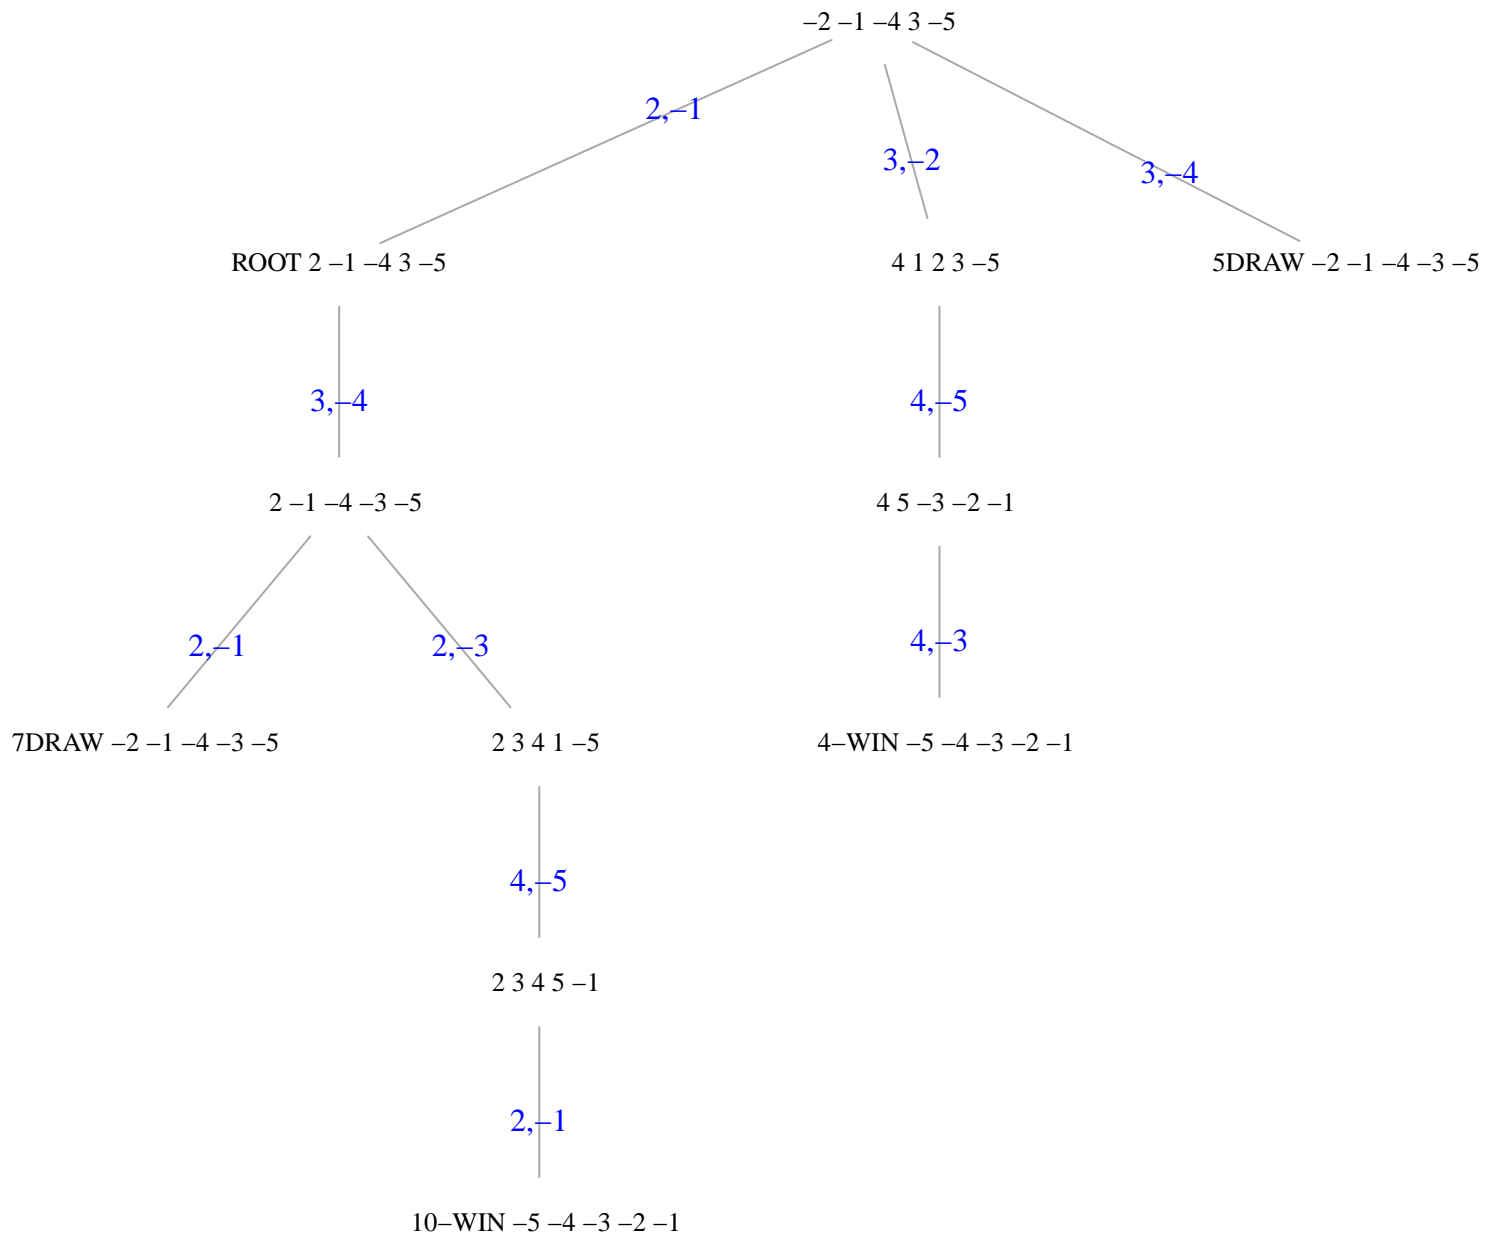 –2 –1 –4 3 –5
2,–1
3,–2
3,–4
ROOT 2 –1 –4 3 –5
4 1 2 3 –5
5DRAW –2 –1 –4 –3 –5
3,–4
4,–5
2 –1 –4 –3 –5
4 5 –3 –2 –1
2,–1
2,–3
4,–3
7DRAW –2 –1 –4 –3 –5
2 3 4 1 –5
4–WIN –5 –4 –3 –2 –1
4,–5
2 3 4 5 –1
2,–1
10–WIN –5 –4 –3 –2 –1